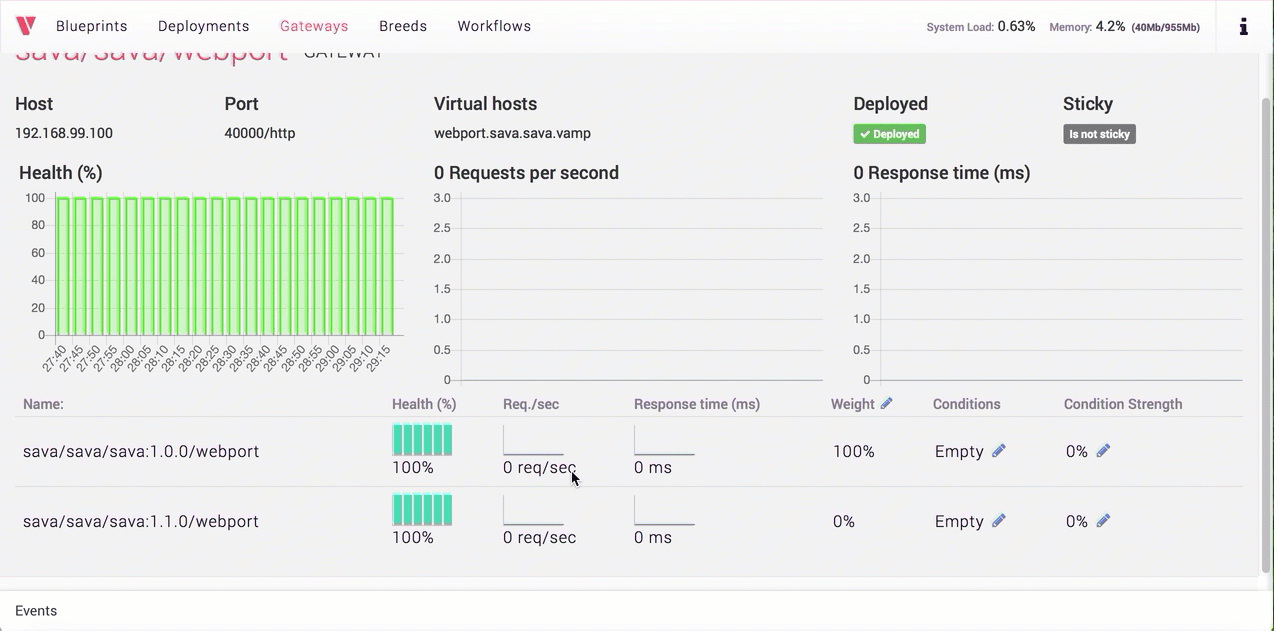 Blueprints Deployments Gateways Breeds Workflows System Load: 0.63% Memory: 4.2% (40Mb/955Mb)
sava/sava/webport GATEWAY
Host Port Virtual hosts Deployed Sticky
192.168.99.100 40000/http webport.sava.sava.vamp Deployed Is not sticky
Health (%) 0 Requests per second 0 Response time (ms)
100 3.0 3.0
80 2.5 2.5
60 2.0 2.0
40 1.5 1.5
20 1.0 1.0
0 0.5 0.5
27:40 27:45 27:50 27:55 28:00 28:05 28:10 28:15 28:20 28:25 28:30 28:35 28:40 28:45 28:50 28:55 29:00 29:05 29:10 29:15
0 0
Name: Health (%) Req./sec Response time (ms) Weight Conditions Condition Strength
sava/sava/sava:1.0.0/webport 100% Empty 0%
100% 0 req/sec 0 ms
sava/sava/sava:1.1.0/webport 0% Empty 0%
100% 0 req/sec 0 ms
Events